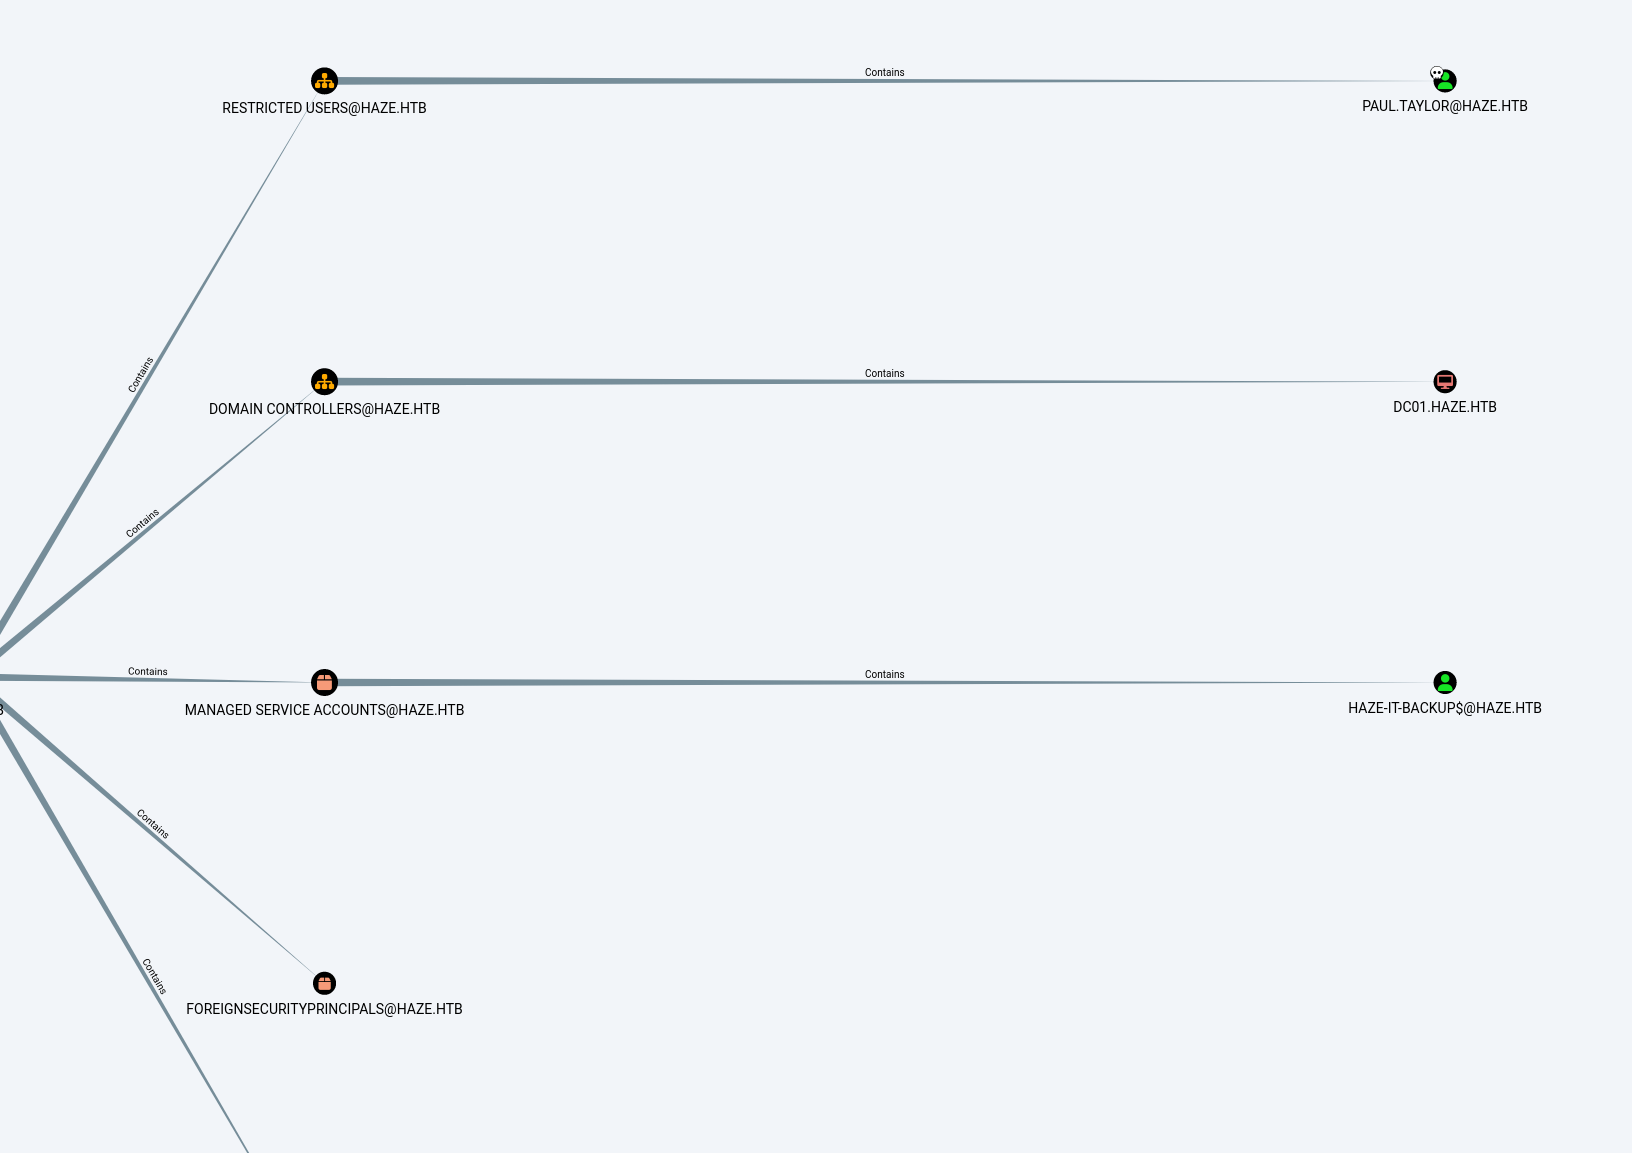 Contains
RESTRICTED USERS@HAZE.HTB
PAUL.TAYLOR@HAZE.HTB
Contains
Contains
DOMAIN CONTROLLERS@HAZE.HTB
DC01.HAZE.HTB
Contains
Contains
Contains
MANAGED SERVICE ACCOUNTS@HAZE.HTB
HAZE-IT-BACKUP$@HAZE.HTB
Contains
Contains
FOREIGNSECURITYPRINCIPALS@HAZE.HTB